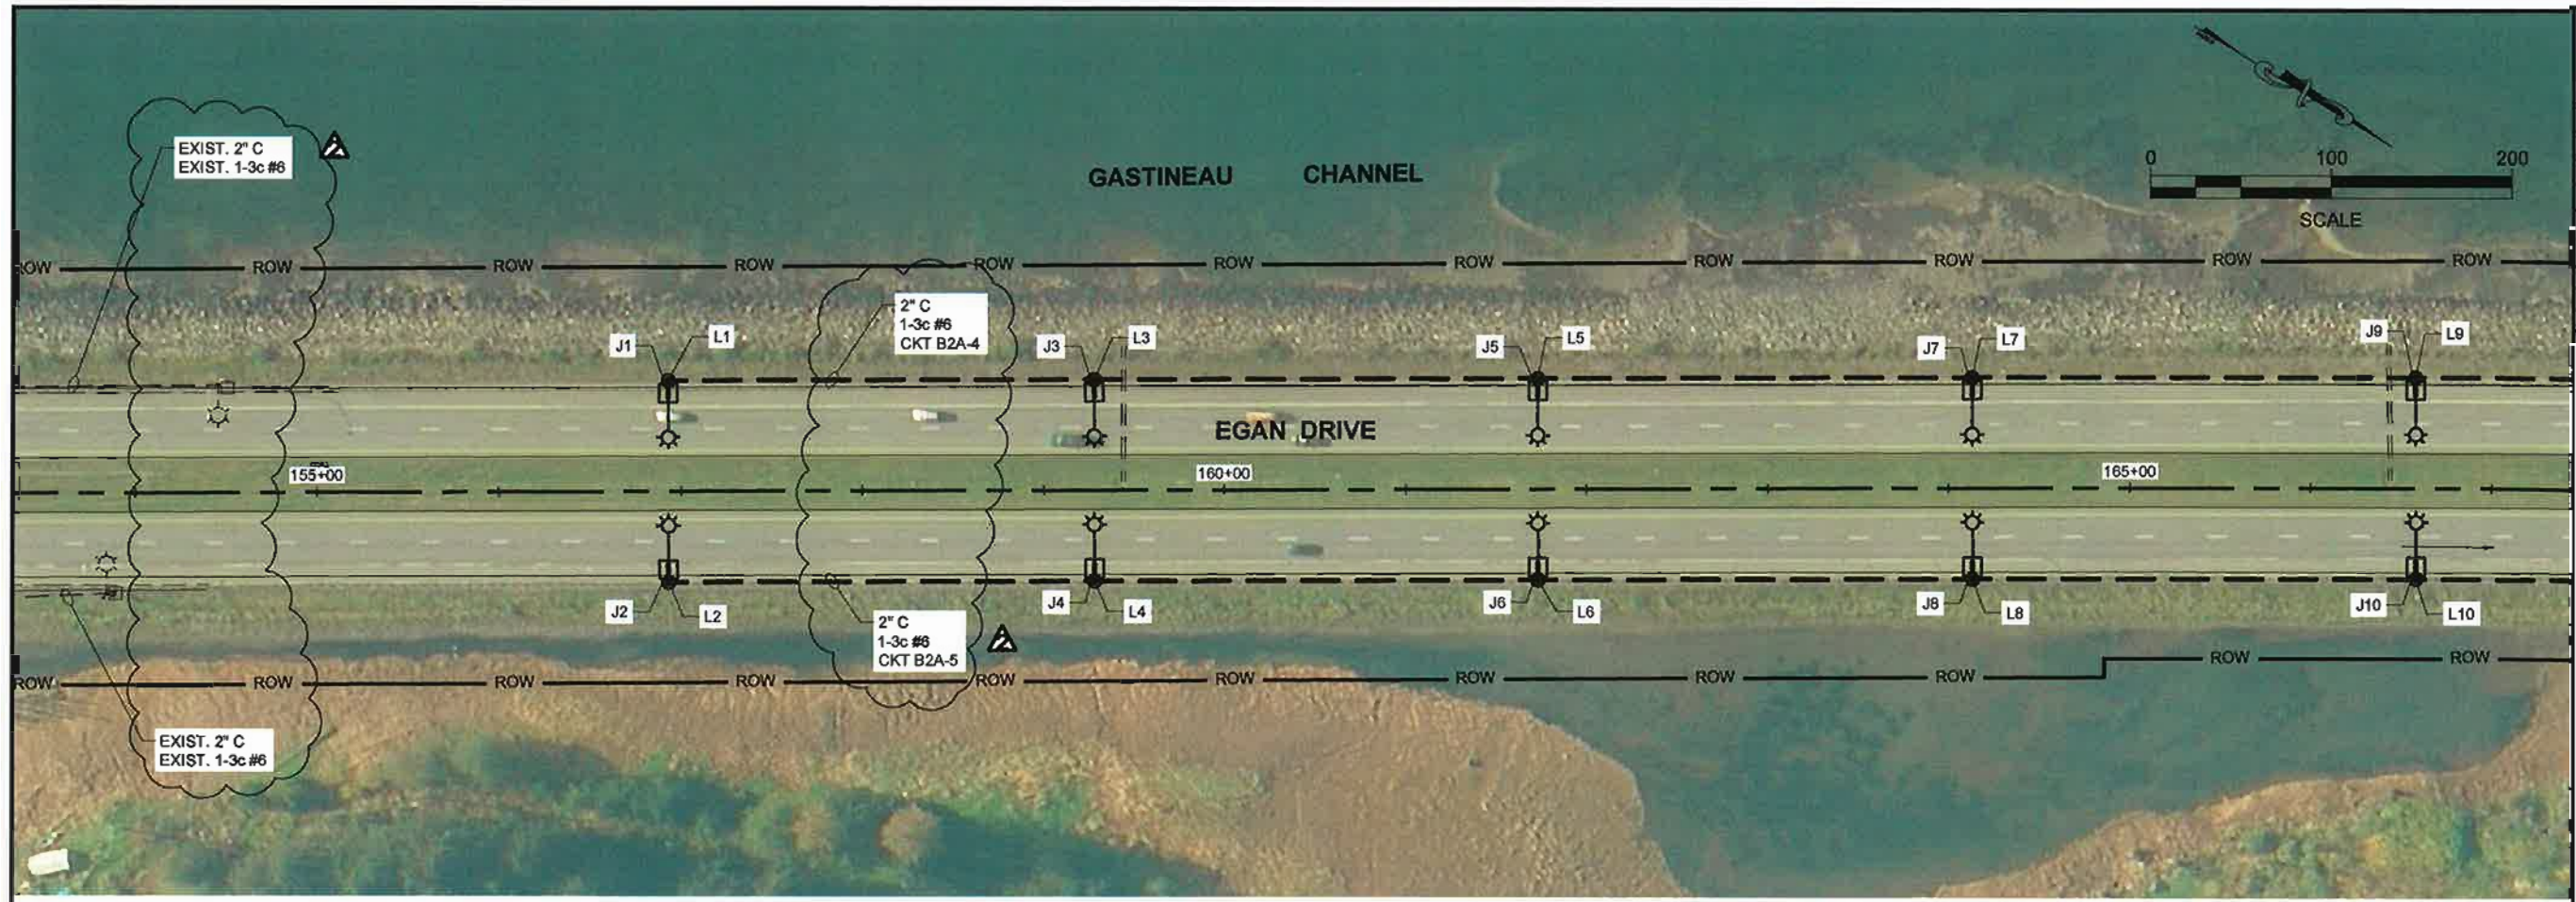 EXIST. 2" C
EXIST. 1-3c #6
GASTINEAU CHANNEL
0 100 200
SCALE
ROW ROW ROW ROW ROW ROW ROW ROW ROW ROW ROW
2" C
1-3c #6
CKT B2A-4
J1 L1 J3 L3 J5 L5 J7 L7 J9 L9
EGAN DRIVE
155+00 160+00 165+00
J2 L2 J4 L4 J6 L6 J8 L8 J10 L10
2" C
1-3c #6
CKT B2A-5
ROW ROW ROW ROW ROW ROW ROW ROW ROW ROW ROW
EXIST. 2" C
EXIST. 1-3c #6